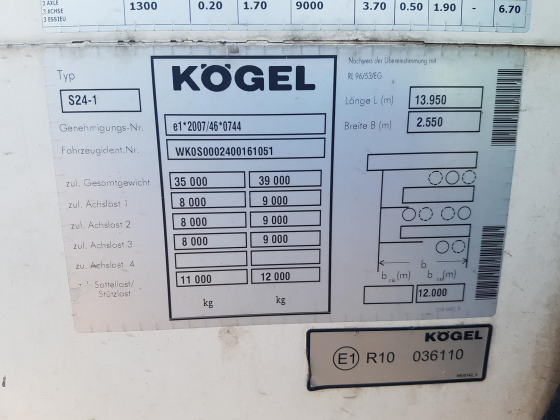 2 ACHSE 1300 0.20 1.70 9000 3.70 0.50 1.90 - 6.70
3 ESSIEU
Typ
KÖGEL
Nachweis der Übereinstimmung mit
RL 96/53/EG
S24-1
Länge L (m) 13.950
Breite B (m) 2.550
Genehmigungs-Nr. e1*2007/46*0744
Fahrzeugident.-Nr. WK0S0002400161051
zul. Gesamtgewicht 35 000 39 000
zul. Achslast 1 8 000 9 000
zul. Achslast 2 8 000 9 000
zul. Achslast 3 8 000 9 000
zu. Achslast 4
Sattellast/
Stützlast 11 000 12 000
kg kg
b
b (m) b (m)
12.000
KÖGEL
E1 R10 036110